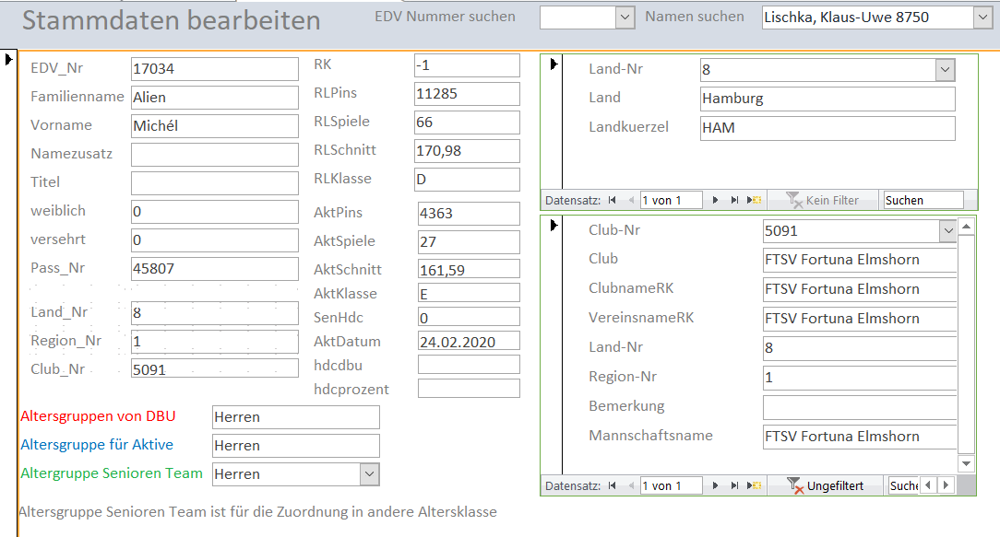 Stammdaten bearbeiten EDV Nummer suchen Namen suchen Lischka, Klaus-Uwe 8750
EDV_Nr 17034
Familienname Alien
Vorname Michél
Namezusatz
Titel
weiblich 0
versehrt 0
Pass_Nr 45807
Land_Nr 8
Region_Nr 1
Club_Nr 5091
RK -1
RLPins 11285
RLSpiele 66
RLSchnitt 170,98
RLKlasse D
AktPins 4363
AktSpiele 27
AktSchnitt 161,59
AktKlasse E
SenHdc 0
AktDatum 24.02.2020
hdcdbu
hdcprozent
Altersgruppen von DBU Herren
Altersgruppe für Aktive Herren
Altergruppe Senioren Team Herren
Altersgruppe Senioren Team ist für die Zuordnung in andere Altersklasse
Land-Nr 8
Land Hamburg
Landkuerzel HAM
Datensatz: 1 von 1 Kein Filter Suchen
Club-Nr 5091
Club FTSV Fortuna Elmshorn
ClubnameRK FTSV Fortuna Elmshorn
VereinsnameRK FTSV Fortuna Elmshorn
Land-Nr 8
Region-Nr 1
Bemerkung
Mannschaftsname FTSV Fortuna Elmshorn
Datensatz: 1 von 1 Ungefiltert Suche